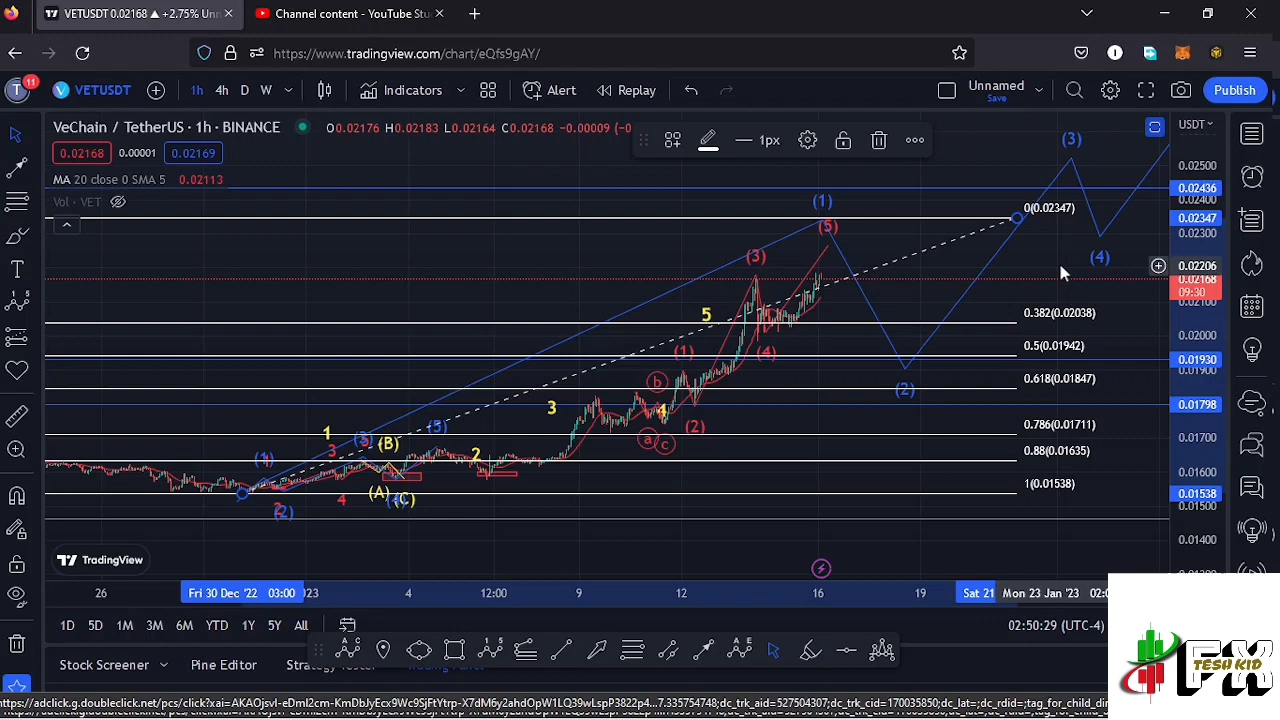 VETUSDT 0.02168 ▲ +2.75% Unn
Channel content - YouTube Stu
https://www.tradingview.com/chart/eQfs9gAY/
T
11
VETUSDT
1h
4h
D
W
Indicators
Alert
Replay
Unnamed
Save
Publish
VeChain / TetherUS · 1h · BINANCE
O0.02176 H0.02183 L0.02164 C0.02168 -0.00009 (-0
1px
USDT
0.02168
0.00001
0.02169
MA 20 close 0 SMA 5 0.02113
Vol · VET
(3)
0.02500
0.02436
0.02400
(1)
0(0.02347)
0.02347
(5)
0.02300
(3)
(4)
0.02206
0.02168
09:30
0.02100
5
0.382(0.02038)
0.02000
(1)
(4)
0.5(0.01942)
0.01930
0.01900
b
0.618(0.01847)
(2)
3
4
0.01798
(2)
0.786(0.01711)
1
a
c
0.01700
(B)
(5)
3
2
0.88(0.01635)
0.01600
4
(A)
(C)
1(0.01538)
0.01538
0.01500
(2)
0.01400
TradingView
26
Fri 30 Dec '22 03:00
023
4
12:00
9
12
16
19
Sat 21
Mon 23 Jan '23 02:0
1D
5D
1M
3M
6M
YTD
1Y
5Y
All
02:50:29 (UTC-4)
Stock Screener
Pine Editor
Strategy Tester
Trading Panel
FX
TESH KID